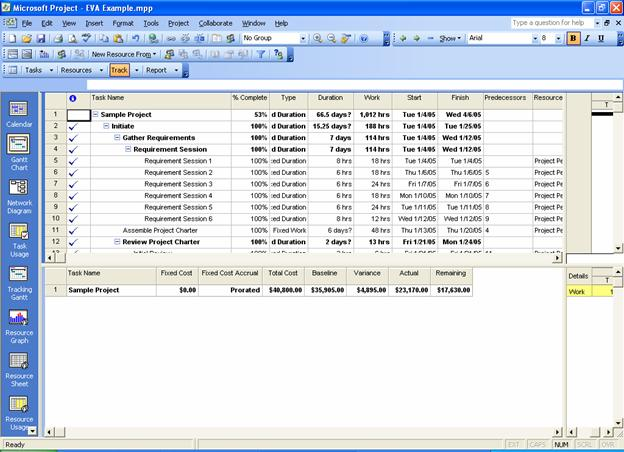 Microsoft Project - EVA Example.mpp
File Edit View Insert Format Tools Project Collaborate Window Help Type a question for help
No Group Show Arial 8 B I U
New Resource From
Tasks Resources Track Report
Calendar
Gantt Chart
Network Diagram
Task Usage
Tracking Gantt
Resource Graph
Resource Sheet
Resource Usage
Task Name % Complete Type Duration Work Start Finish Predecessors Resource T
1 Sample Project 53% d Duration 66.5 days? 1,012 hrs Tue 1/4/05 Wed 4/6/05
2 Initiate 100% d Duration 15.25 days? 188 hrs Tue 1/4/05 Tue 1/25/05
3 Gather Requirements 100% d Duration 7 days 114 hrs Tue 1/4/05 Wed 1/12/05
4 Requirement Session 100% d Duration 7 days 114 hrs Tue 1/4/05 Wed 1/12/05
5 Requirement Session 1 100% ed Duration 8 hrs 18 hrs Tue 1/4/05 Tue 1/4/05 Project Pe
6 Requirement Session 2 100% ed Duration 6 hrs 18 hrs Thu 1/6/05 Thu 1/6/05 5 Project Pe
7 Requirement Session 3 100% ed Duration 6 hrs 24 hrs Fri 1/7/05 Fri 1/7/05 6 Project Pe
8 Requirement Session 4 100% ed Duration 6 hrs 18 hrs Mon 1/10/05 Mon 1/10/05 7 Project Pe
9 Requirement Session 5 100% ed Duration 6 hrs 24 hrs Tue 1/11/05 Tue 1/11/05 8 Project Pe
10 Requirement Session 6 100% ed Duration 8 hrs 12 hrs Wed 1/12/05 Wed 1/12/05 9 Project Pe
11 Assemble Project Charter 100% Fixed Work 6 days? 48 hrs Thu 1/13/05 Thu 1/20/05 4 Project Pe
12 Review Project Charter 100% d Duration 2 days? 13 hrs Fri 1/21/05 Mon 1/24/05
Task Name Fixed Cost Fixed Cost Accrual Total Cost Baseline Variance Actual Remaining Details T
1 Sample Project $0.00 Prorated $40,800.00 $35,905.00 $4,895.00 $23,170.00 $17,630.00 Work 1
Ready EXT CAPS NUM SCRL OVR